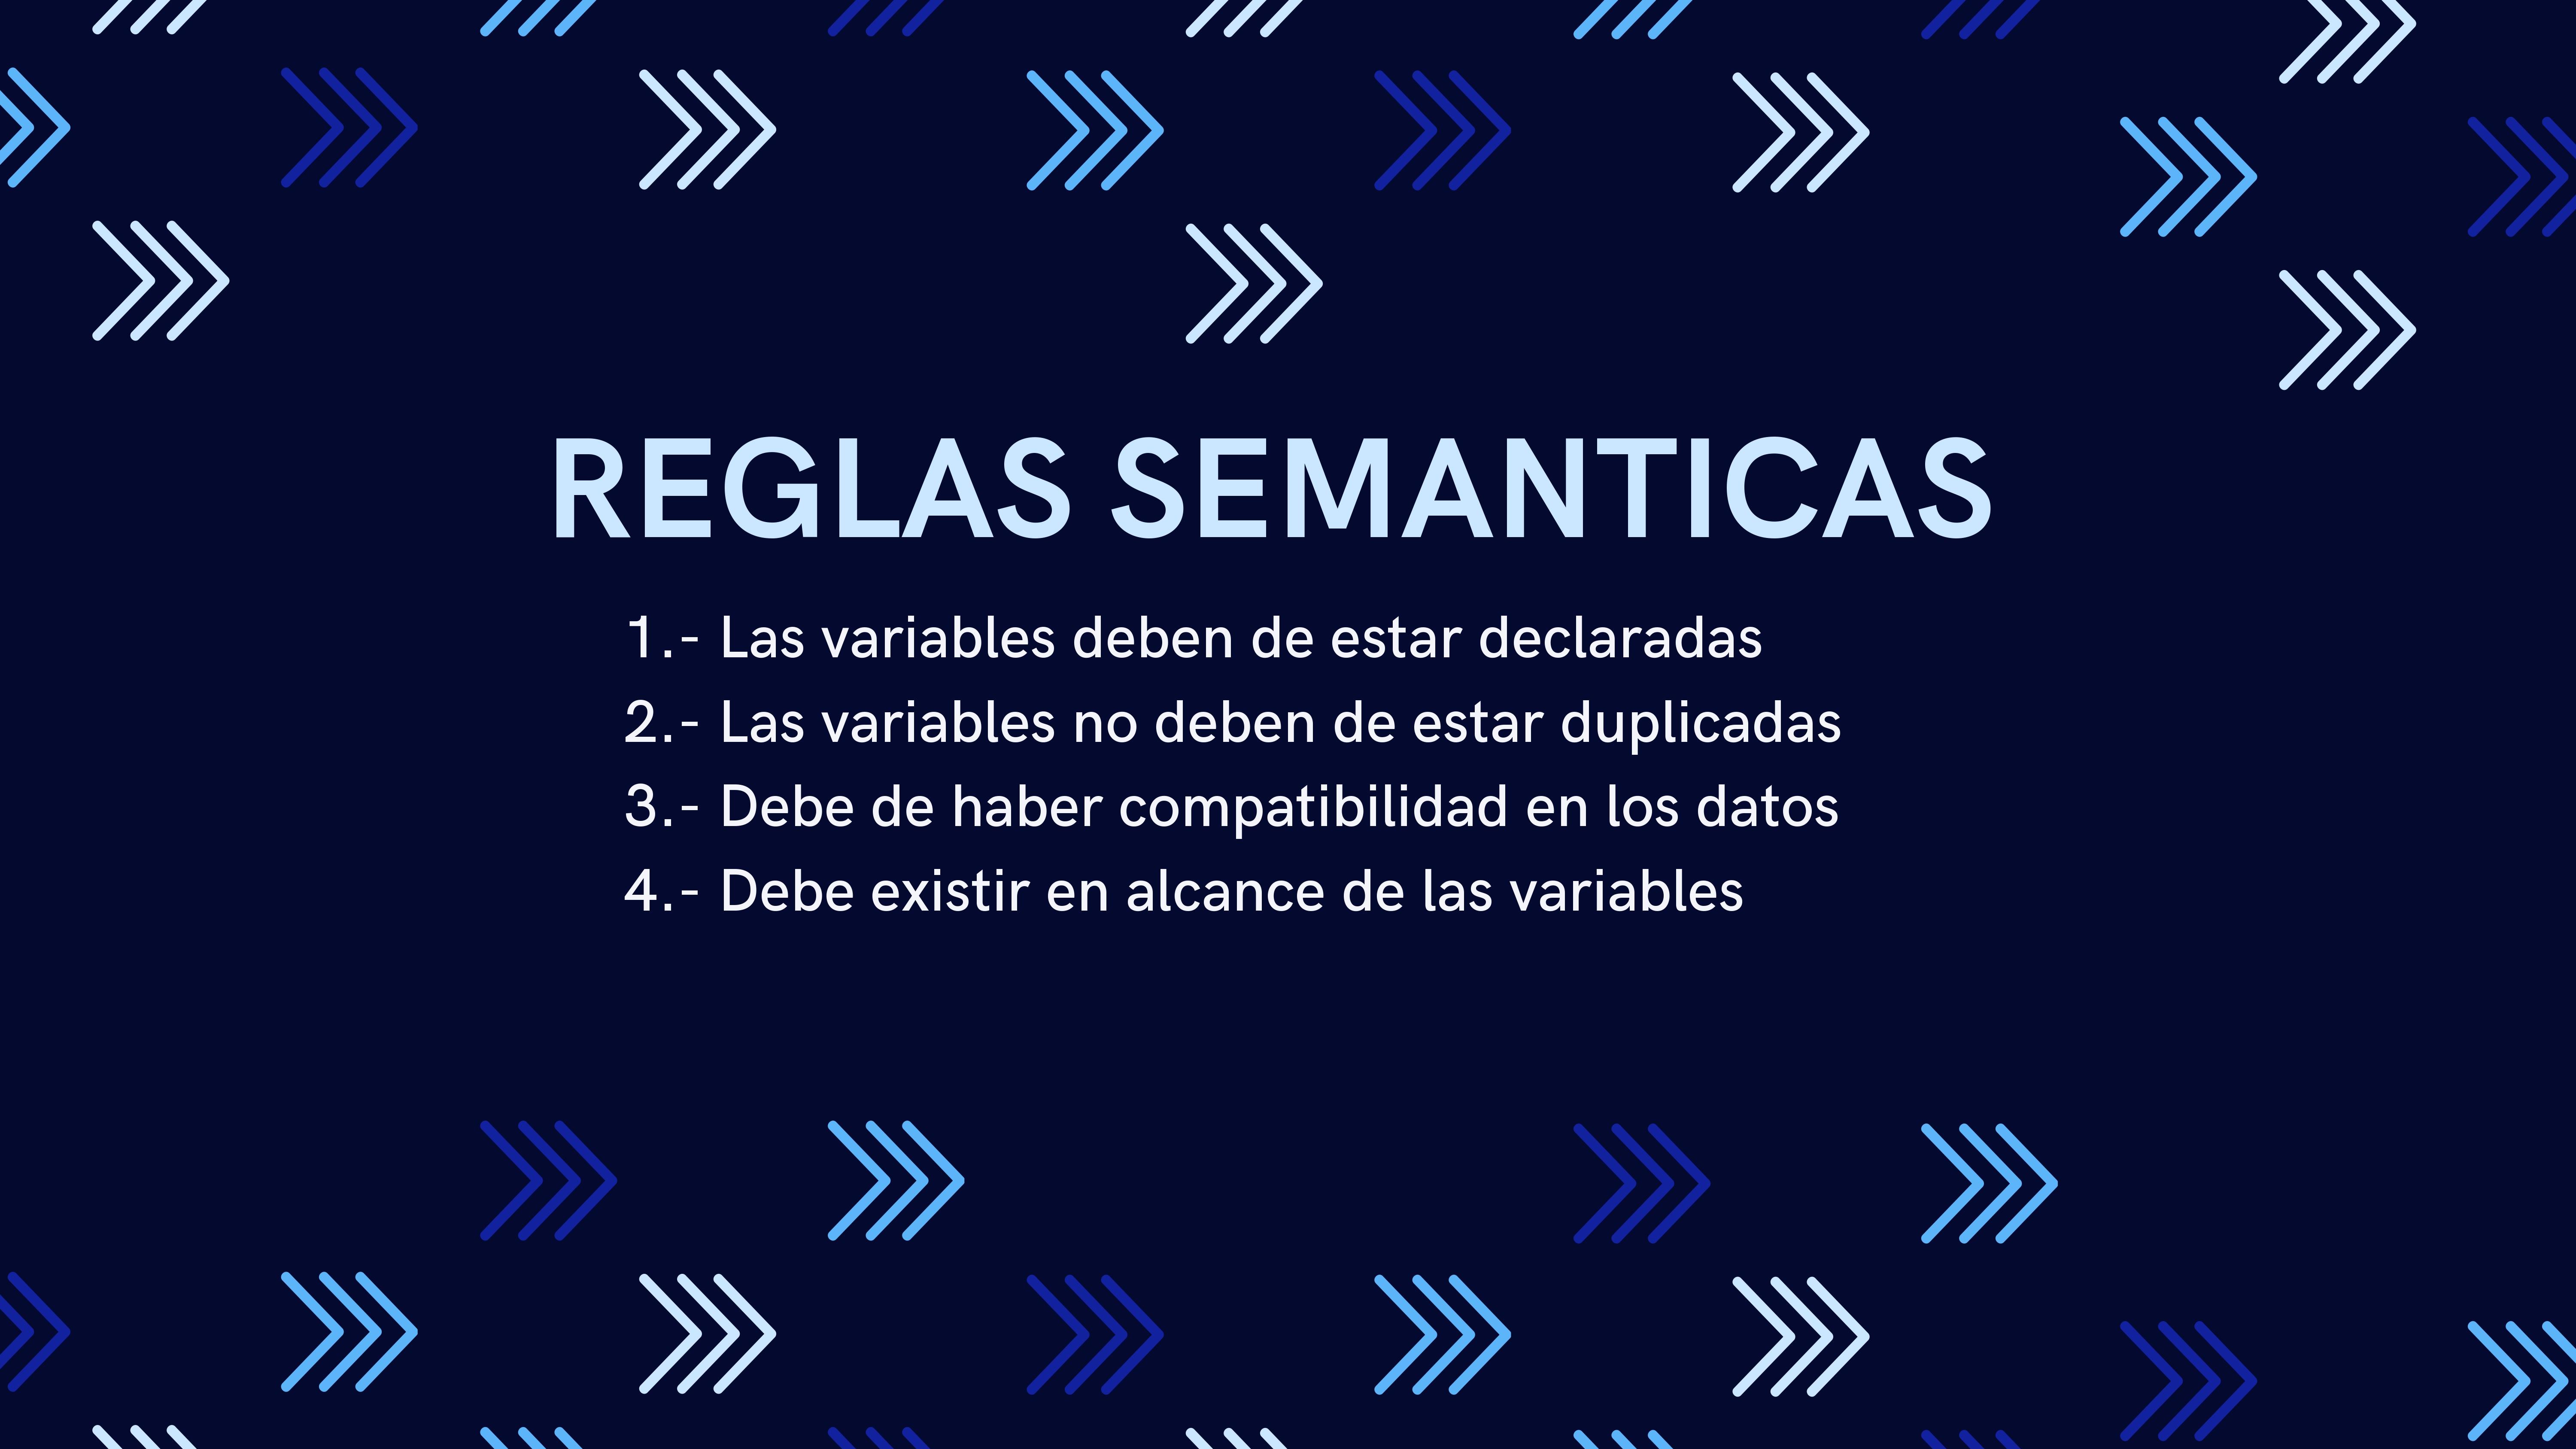 REGLAS SEMANTICAS
1.- Las variables deben de estar declaradas
2.- Las variables no deben de estar duplicadas
3.- Debe de haber compatibilidad en los datos
4.- Debe existir en alcance de las variables